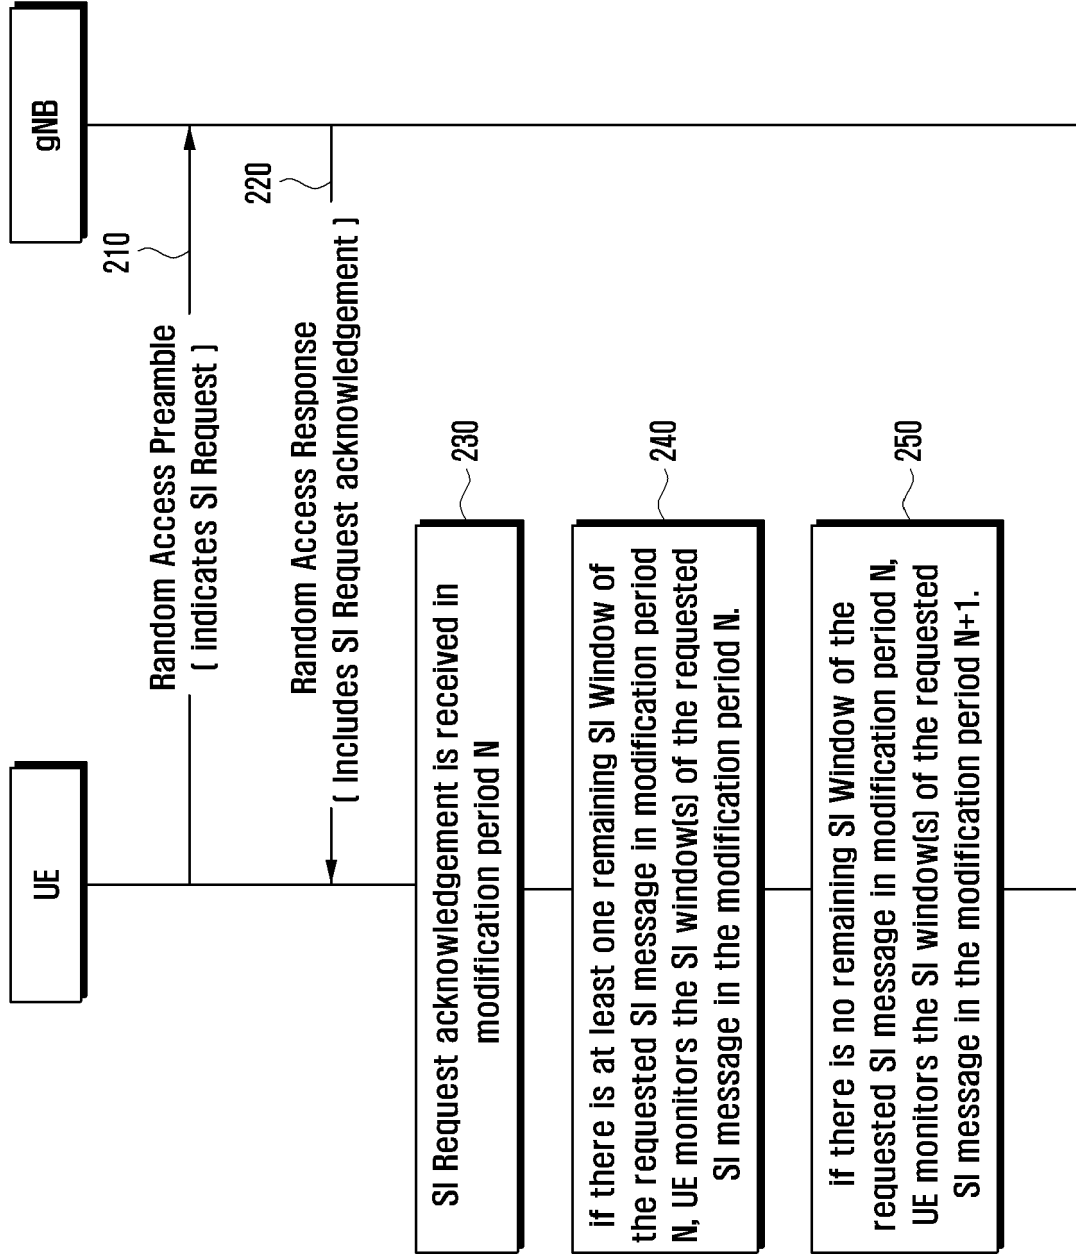 UE
gNB
Random Access Preamble
( indicates SI Request )
210
Random Access Response
( Includes SI Request acknowledgement )
220
SI Request acknowledgement is received in
modification period N
230
if there is at least one remaining SI Window of
the requested SI message in modification period
N, UE monitors the SI window(s) of the requested
SI message in the modification period N.
240
if there is no remaining SI Window of the
requested SI message in modification period N,
UE monitors the SI window(s) of the requested
SI message in the modification period N+1.
250